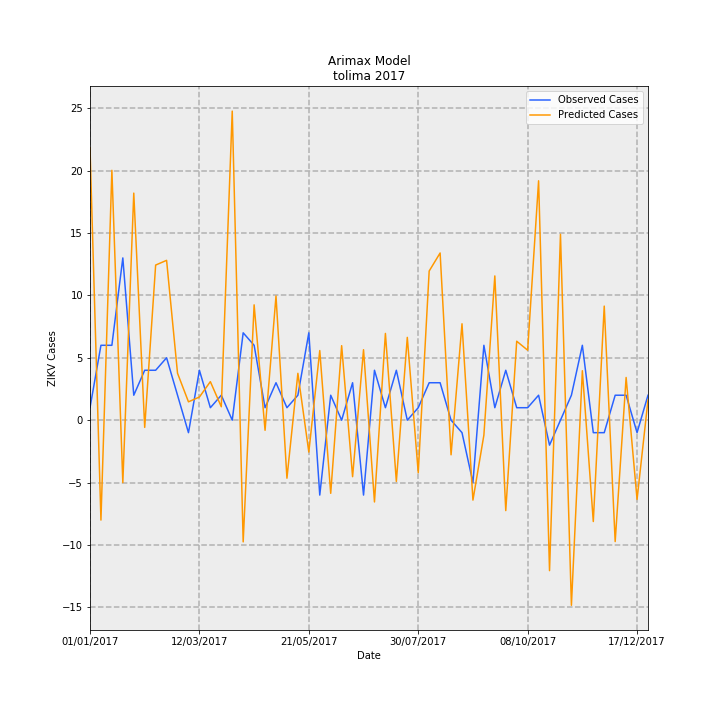 Arimax Model
tolima 2017
Observed Cases
Predicted Cases
ZIKV Cases
25
20
15
10
5
0
−5
−10
−15
01/01/2017 12/03/2017 21/05/2017 30/07/2017 08/10/2017 17/12/2017
Date